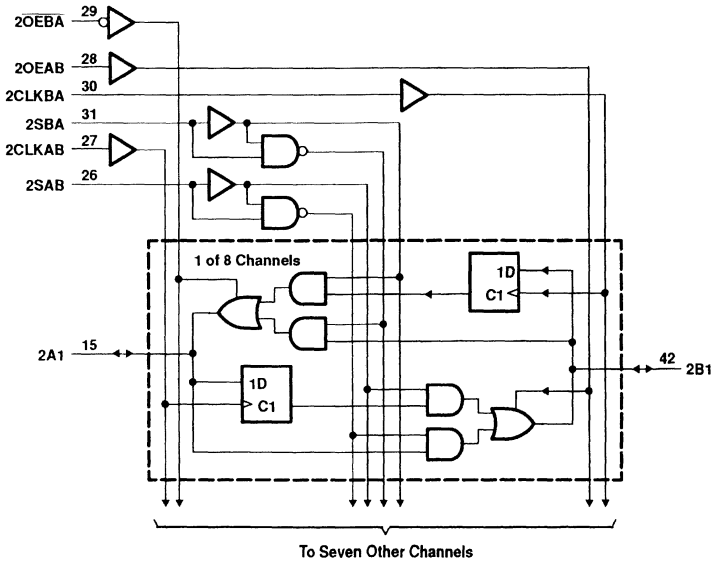 2OEBA 29
2OEAB 28
2CLKBA 30
2SBA 31
2CLKAB 27
2SAB 26
1 of 8 Channels
1D
C1
2A1 15
42 2B1
1D
C1
To Seven Other Channels